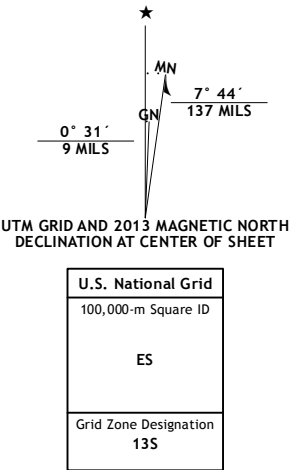 ★
MN
7° 44´
137 MILS
GN
0° 31´
9 MILS
UTM GRID AND 2013 MAGNETIC NORTH
DECLINATION AT CENTER OF SHEET
U.S. National Grid
100,000-m Square ID
ES
Grid Zone Designation
13S